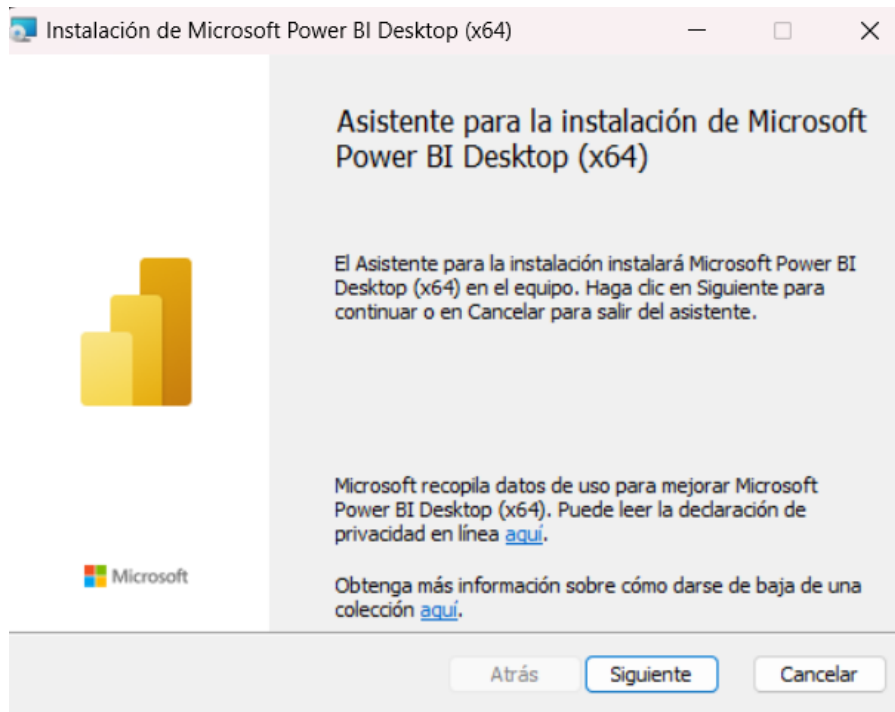 Instalación de Microsoft Power BI Desktop (x64)
Asistente para la instalación de Microsoft
Power BI Desktop (x64)
El Asistente para la instalación instalará Microsoft Power BI
Desktop (x64) en el equipo. Haga clic en Siguiente para
continuar o en Cancelar para salir del asistente.
Microsoft recopila datos de uso para mejorar Microsoft
Power BI Desktop (x64). Puede leer la declaración de
privacidad en línea aquí.
Microsoft
Obtenga más información sobre cómo darse de baja de una
colección aquí.
Atrás
Siguiente
Cancelar